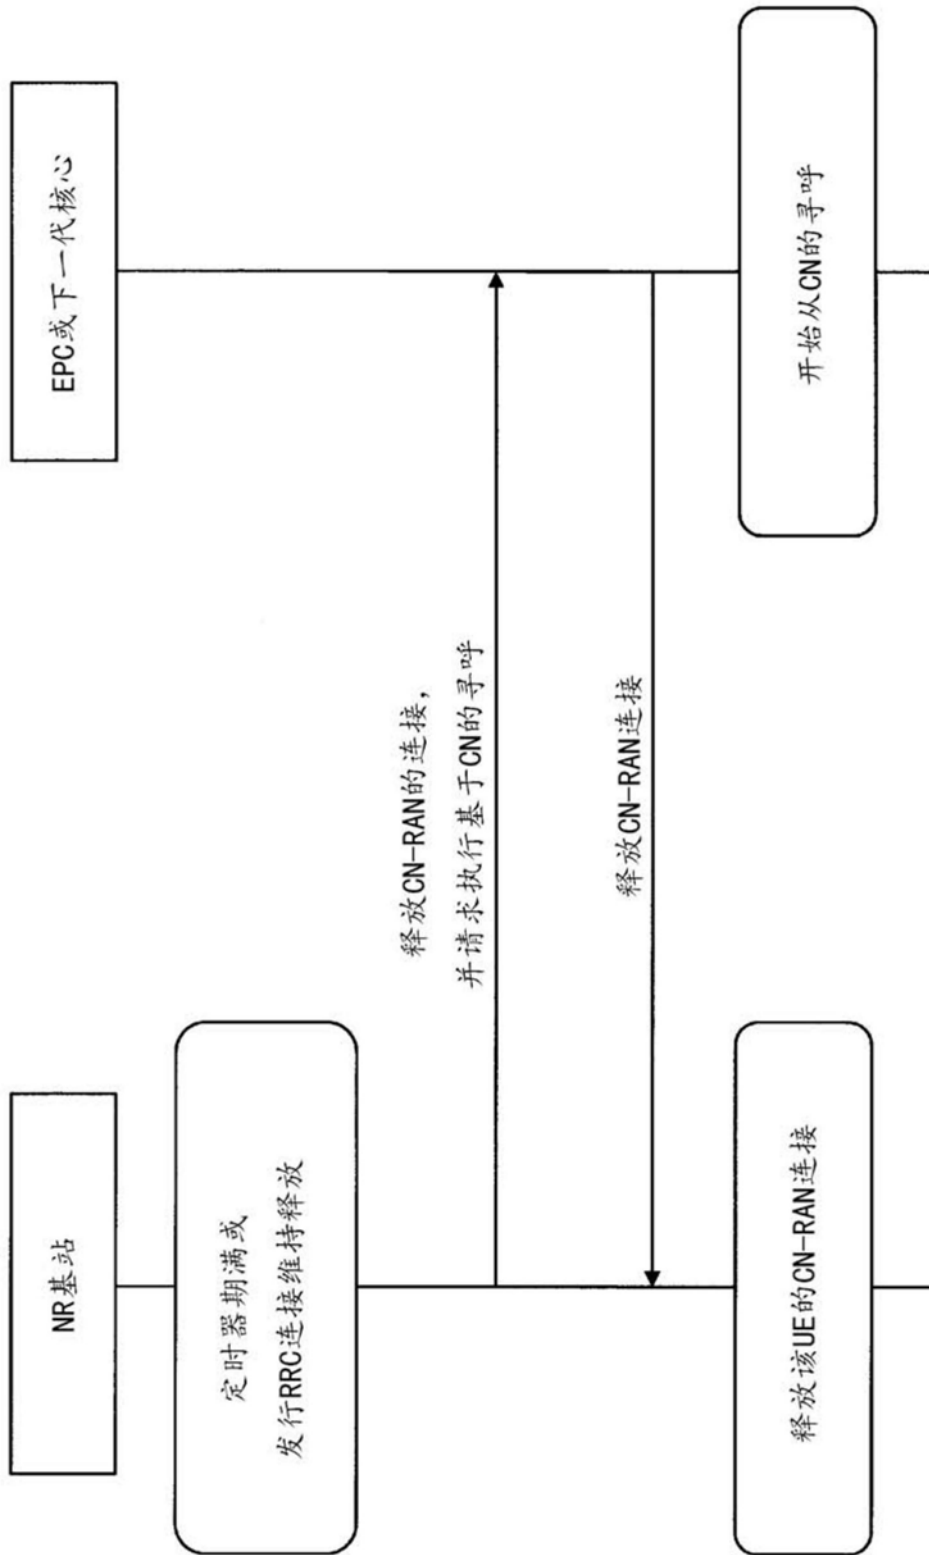 NR基站
EPC或下一代核心
定时器期满或
发行RRC连接维持释放
释放CN-RAN的连接，
并请求执行基于CN的寻呼
释放CN-RAN连接
释放该UE的CN-RAN连接
开始从CN的寻呼